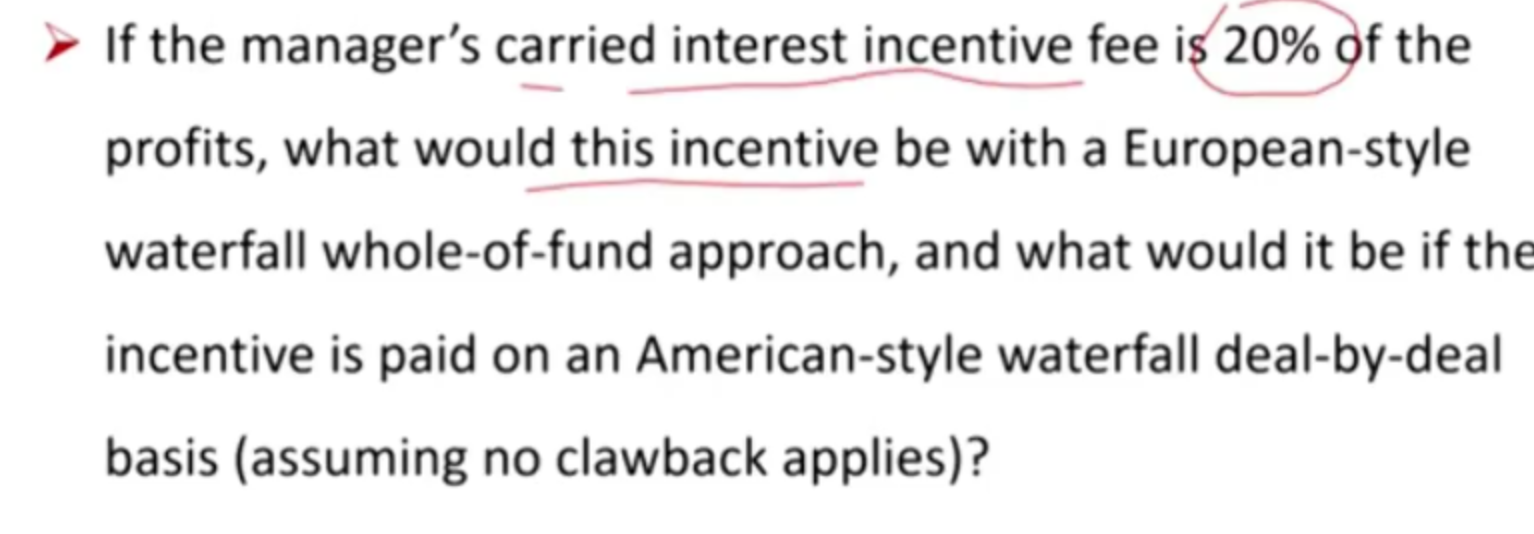 If the manager's carried interest incentive fee is 20% of the
profits, what would this incentive be with a European-style
waterfall whole-of-fund approach, and what would it be if the
incentive is paid on an American-style waterfall deal-by-deal
basis (assuming no clawback applies)?